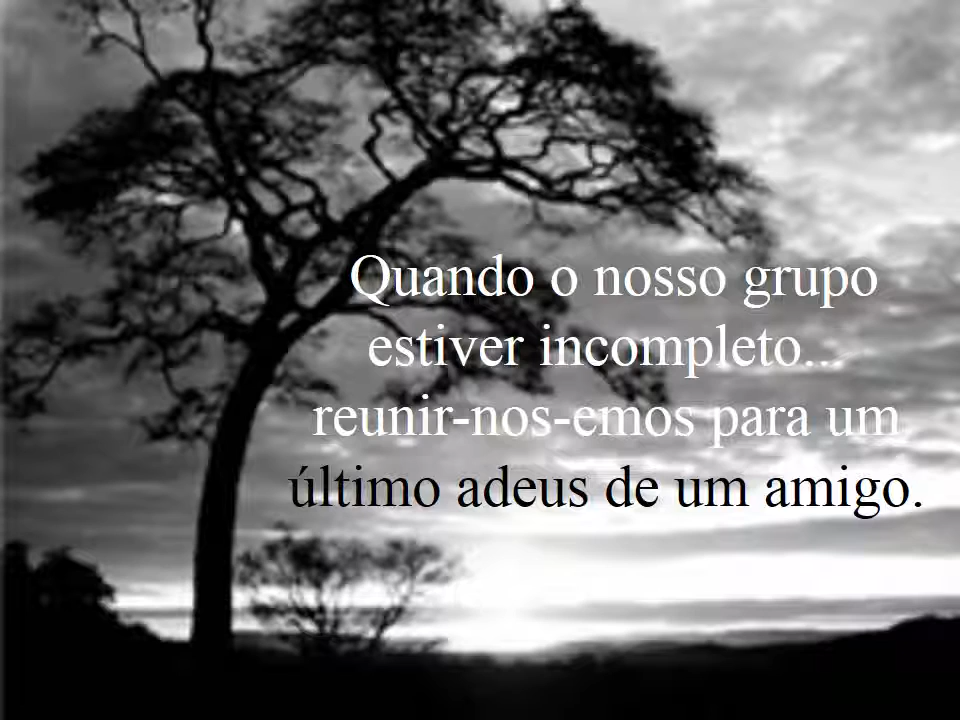 Quando o nosso grupo
estiver incompleto...
reunir-nos-emos para um
último adeus de um amigo.